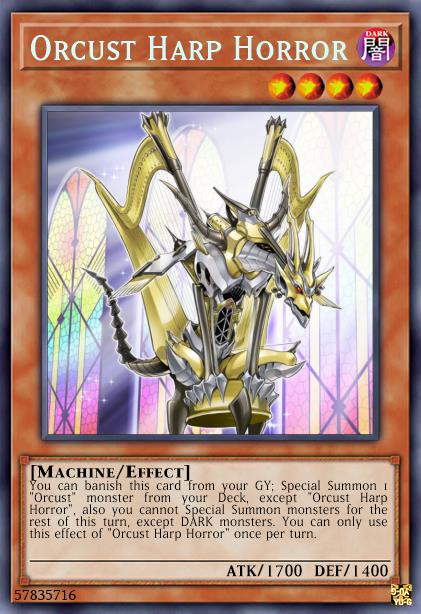 Orcust Harp Horror
DARK
闇
[Machine/Effect]
You can banish this card from your GY; Special Summon 1
"Orcust" monster from your Deck, except "Orcust Harp
Horror", also you cannot Special Summon monsters for the
rest of this turn, except DARK monsters. You can only use
this effect of "Orcust Harp Horror" once per turn.
ATK/1700 DEF/1400
57835716